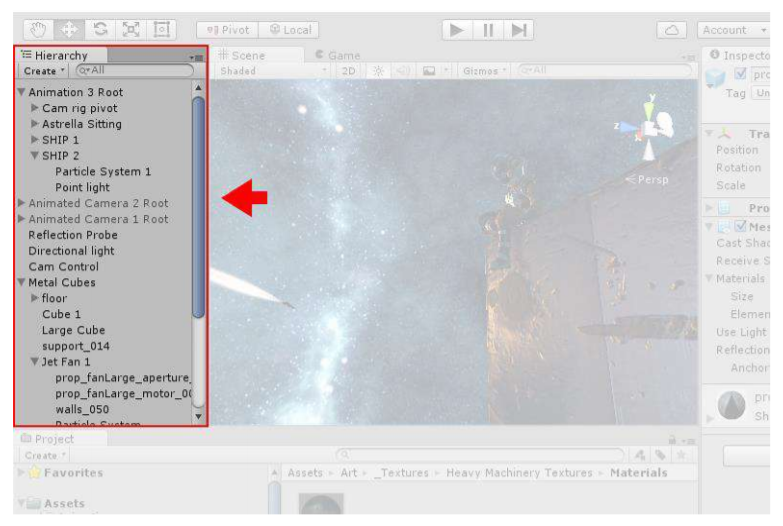 Pivot Local Account
Hierarchy
Create All
Animation 3 Root
Cam rig pivot
Astrella Sitting
SHIP 1
SHIP 2
Particle System 1
Point light
Animated Camera 2 Root
Animated Camera 1 Root
Reflection Probe
Directional light
Cam Control
Metal Cubes
floor
Cube 1
Large Cube
support_014
Jet Fan 1
prop_fanLarge_aperture_
prop_fanLarge_motor_00
walls_050
Particle System
Scene Game
Shaded 2D Gizmos All
y
z
Persp
Inspecto
pro
Tag Un
Tra
Position
Rotation
Scale
Pro
Mes
Cast Shad
Receive S
Materials
Size
Elemen
Use Light
Reflection
Anchor
pro
Sh
Project
Create
Favorites
Assets
Assets Art _Textures Heavy Machinery Textures Materials